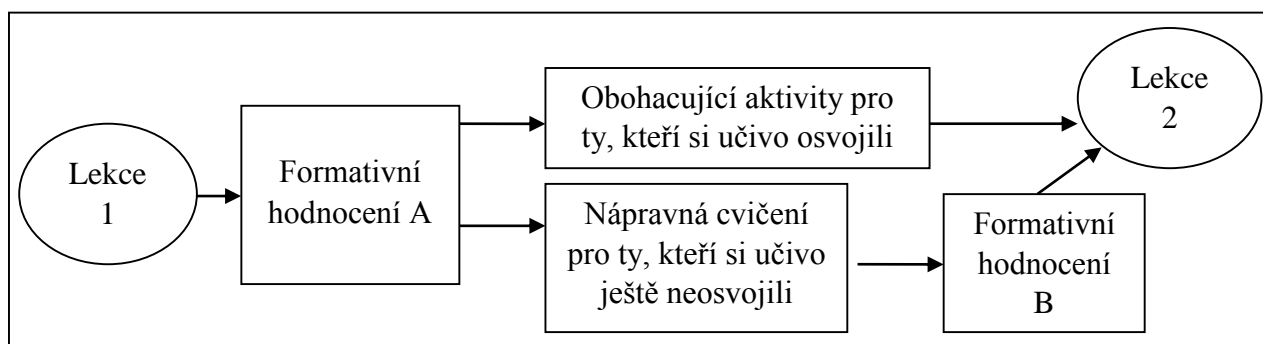 Lekce
1
Formativní
hodnocení A
Obohacující aktivity pro
ty, kteří si učivo osvojili
Nápravná cvičení
pro ty, kteří si učivo
ještě neosvojili
Formativní
hodnocení
B
Lekce
2